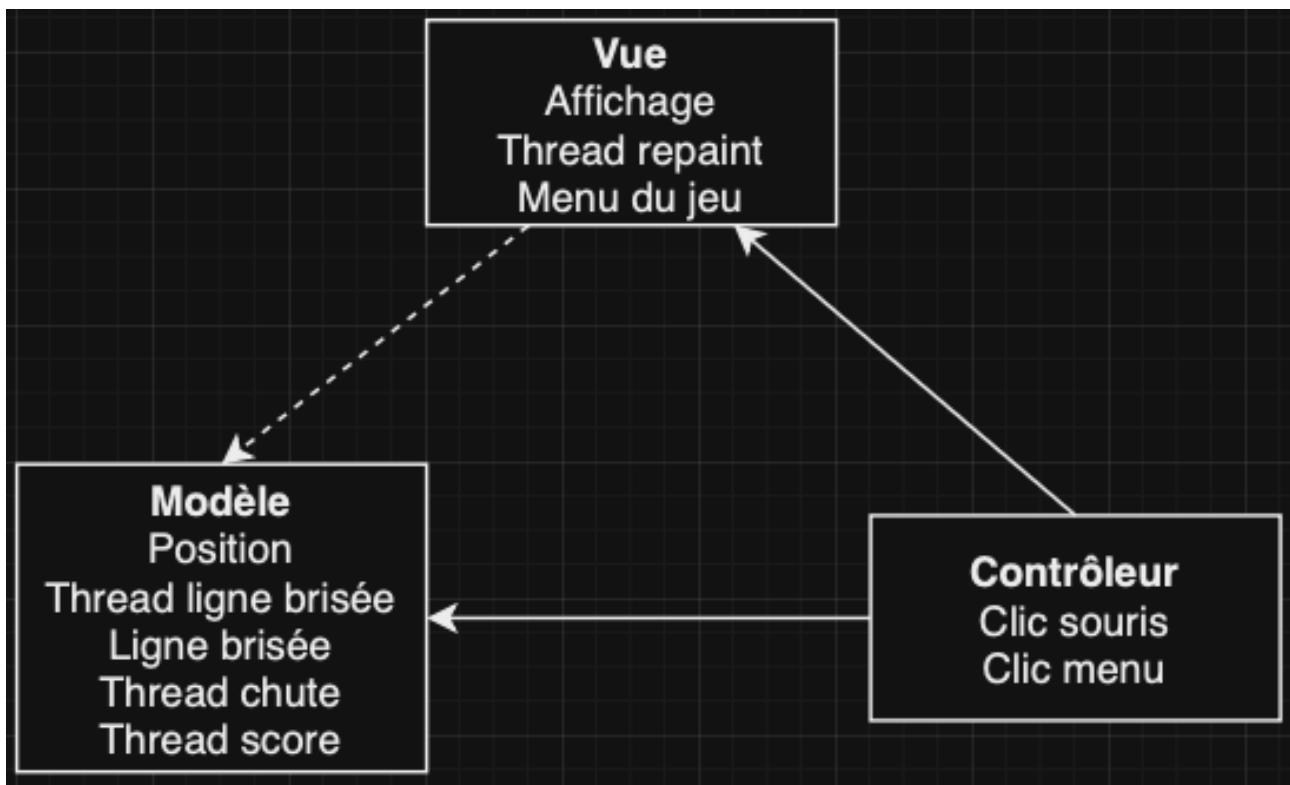 Vue
Affichage
Thread repaint
Menu du jeu
Modèle
Position
Thread ligne brisée
Ligne brisée
Thread chute
Thread score
Contrôleur
Clic souris
Clic menu